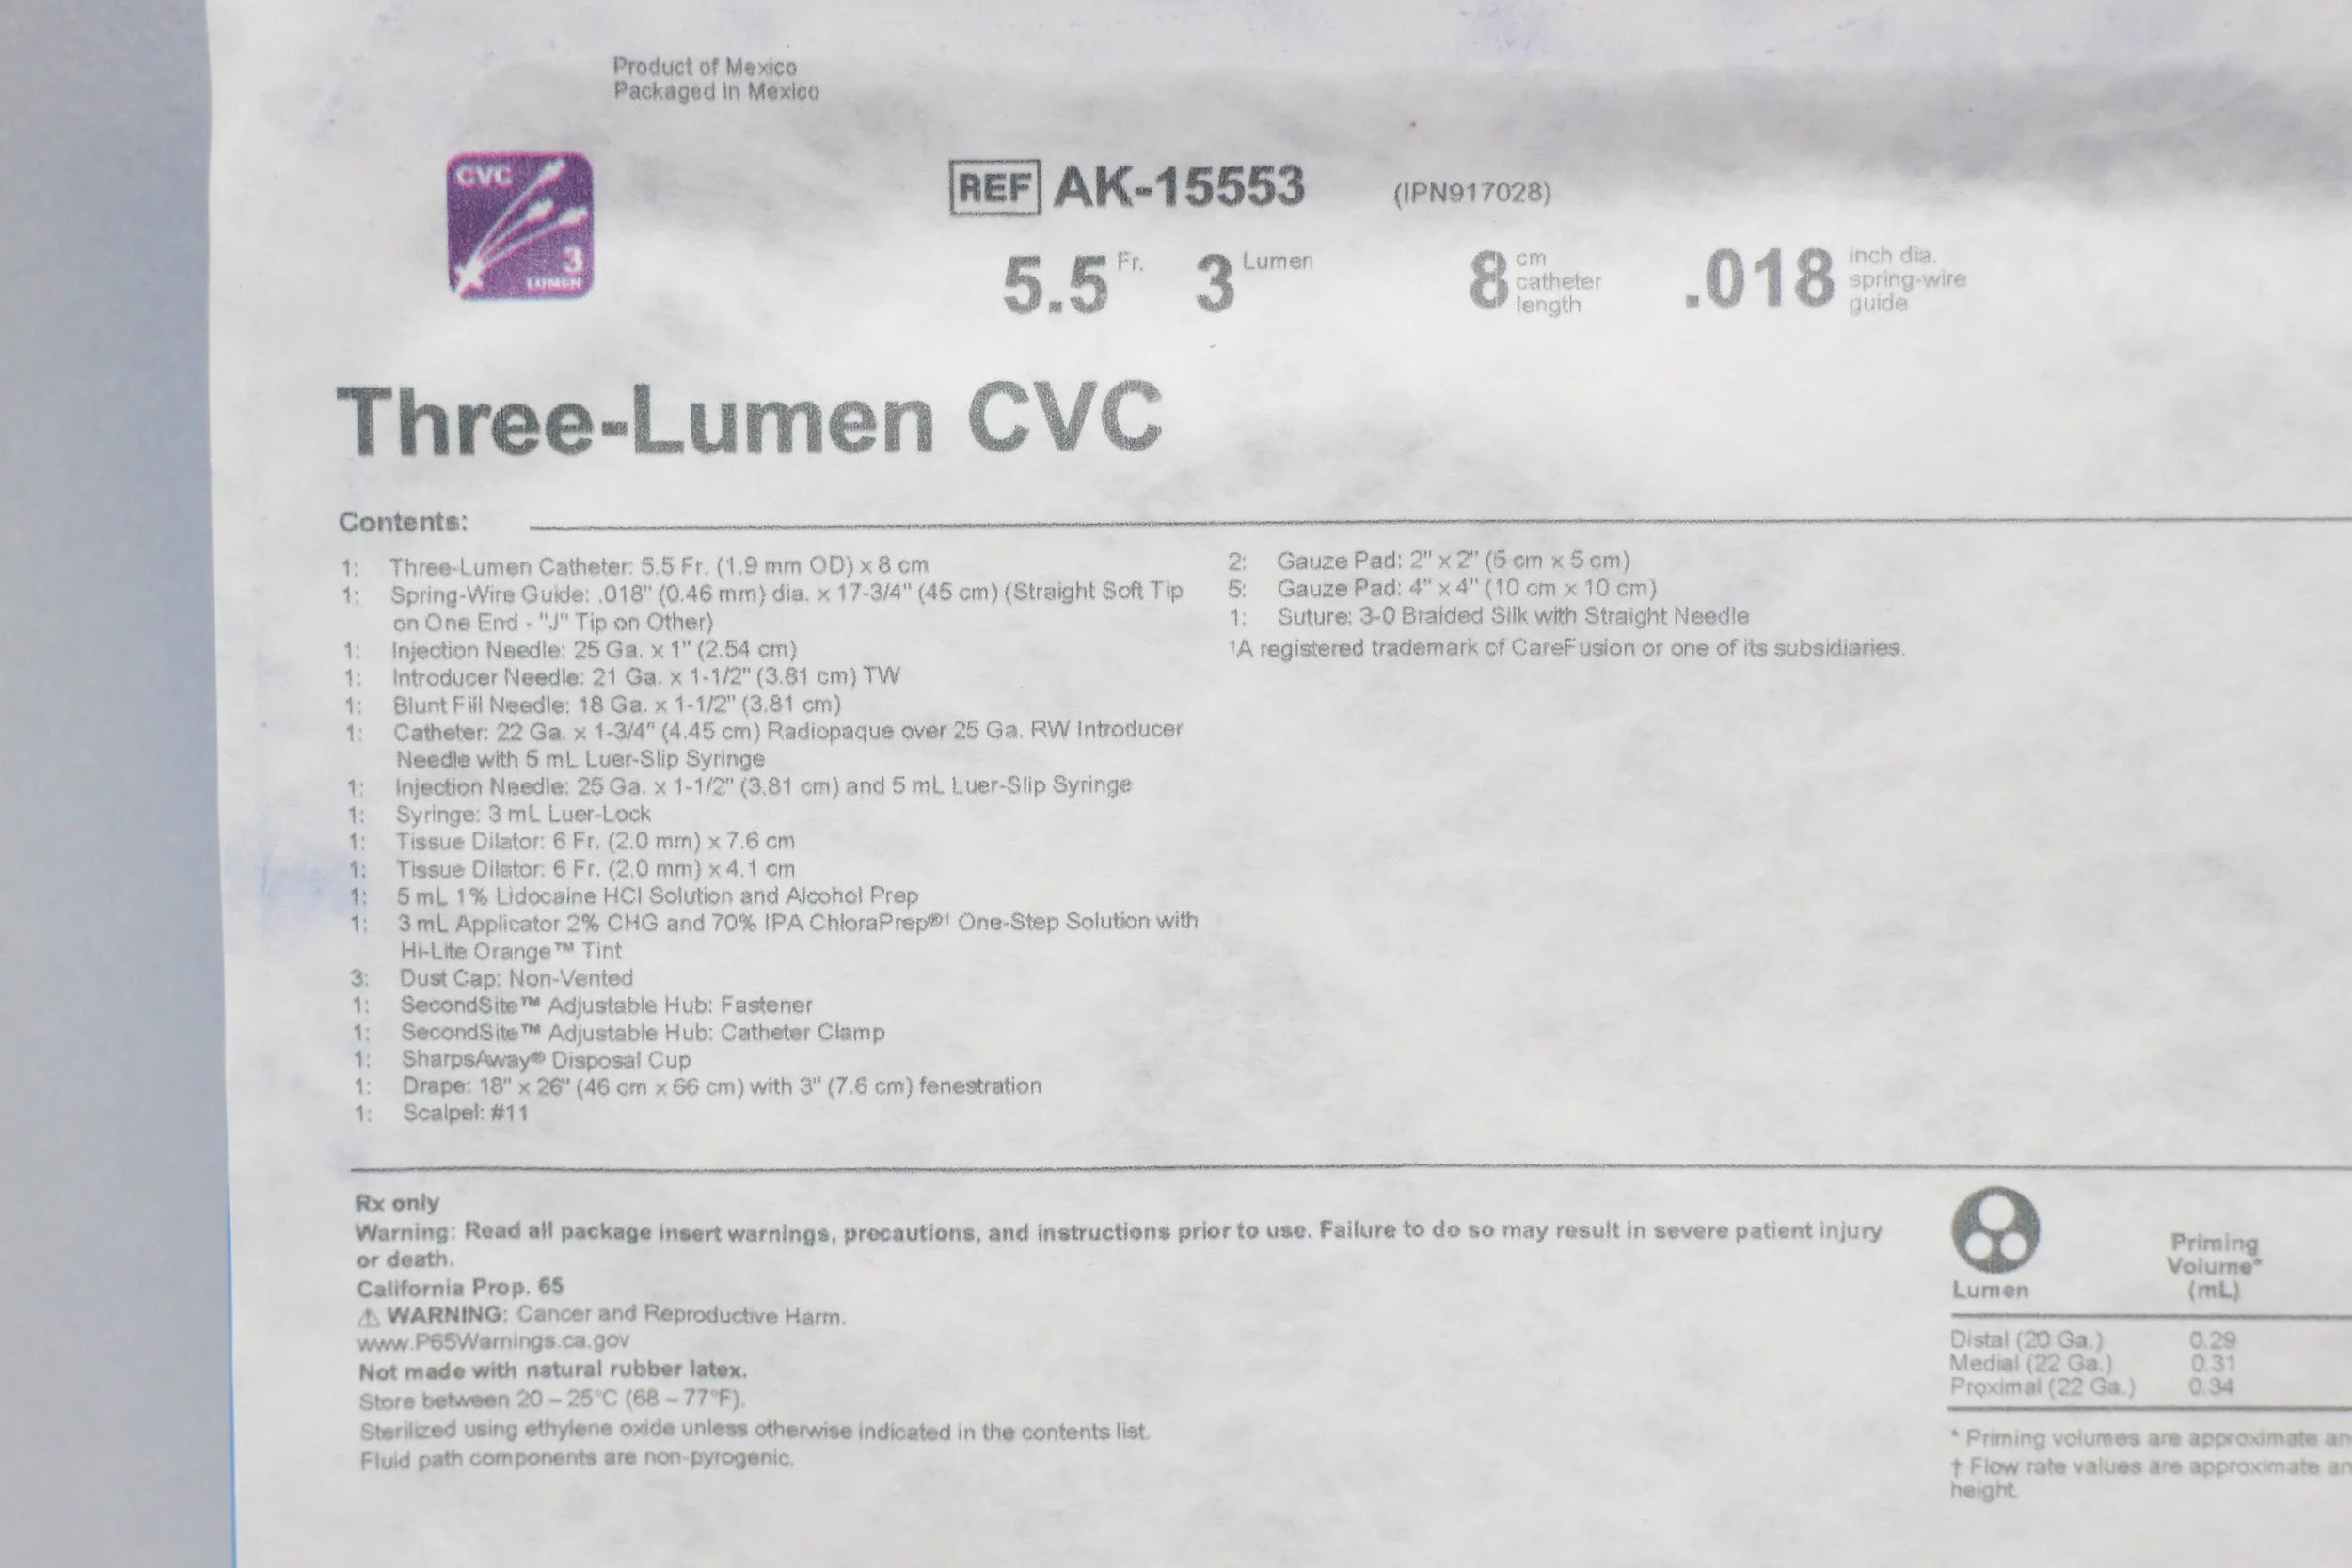 Product of Mexico
Packaged in Mexico
CVC
3
LUMEN
REF AK-15553 (IPN917028)
5.5 Fr. 3 Lumen 8 cm catheter length .018 inch dia. spring-wire guide
Three-Lumen CVC
Contents:
1: Three-Lumen Catheter: 5.5 Fr. (1.9 mm OD) x 8 cm
1: Spring-Wire Guide: .018" (0.46 mm) dia. x 17-3/4" (45 cm) (Straight Soft Tip
on One End - "J" Tip on Other)
1: Injection Needle: 25 Ga. x 1" (2.54 cm)
1: Introducer Needle: 21 Ga. x 1-1/2" (3.81 cm) TW
1: Blunt Fill Needle: 18 Ga. x 1-1/2" (3.81 cm)
1: Catheter: 22 Ga. x 1-3/4" (4.45 cm) Radiopaque over 25 Ga. RW Introducer
Needle with 5 mL Luer-Slip Syringe
1: Injection Needle: 25 Ga. x 1-1/2" (3.81 cm) and 5 mL Luer-Slip Syringe
1: Syringe: 3 mL Luer-Lock
1: Tissue Dilator: 6 Fr. (2.0 mm) x 7.6 cm
1: Tissue Dilator: 6 Fr. (2.0 mm) x 4.1 cm
1: 5 mL 1% Lidocaine HCl Solution and Alcohol Prep
1: 3 mL Applicator 2% CHG and 70% IPA ChloraPrep®¹ One-Step Solution with
Hi-Lite Orange™ Tint
3: Dust Cap: Non-Vented
1: SecondSite™ Adjustable Hub: Fastener
1: SecondSite™ Adjustable Hub: Catheter Clamp
1: SharpsAway® Disposal Cup
1: Drape: 18" x 26" (46 cm x 66 cm) with 3" (7.6 cm) fenestration
1: Scalpel: #11
2: Gauze Pad: 2" x 2" (5 cm x 5 cm)
5: Gauze Pad: 4" x 4" (10 cm x 10 cm)
1: Suture: 3-0 Braided Silk with Straight Needle
¹A registered trademark of CareFusion or one of its subsidiaries.
Rx only
Warning: Read all package insert warnings, precautions, and instructions prior to use. Failure to do so may result in severe patient injury
or death.
California Prop. 65
⚠ WARNING: Cancer and Reproductive Harm.
www.P65Warnings.ca.gov
Not made with natural rubber latex.
Store between 20 – 25°C (68 – 77°F).
Sterilized using ethylene oxide unless otherwise indicated in the contents list.
Fluid path components are non-pyrogenic.
Lumen Priming Volume* (mL)
Distal (20 Ga.) 0.29
Medial (22 Ga.) 0.31
Proximal (22 Ga.) 0.34
* Priming volumes are approximate an
† Flow rate values are approximate an
height.